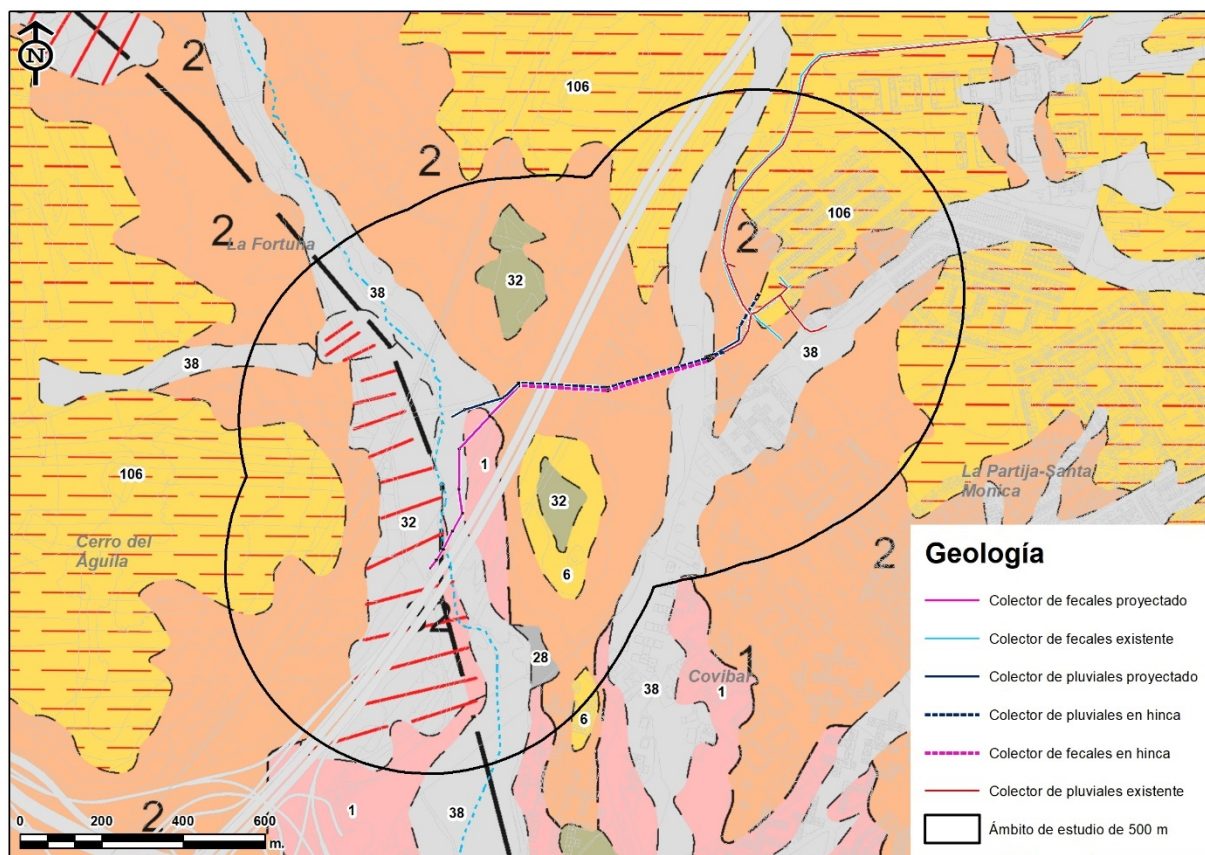 N
2
106
2
106
2
2
La Fortuna
32
38
38
38
1
106
32
La Partija-Santa
Monica
32
Cerro del
Águila
6
2
2
28
1
38
Covibar
1
6
2
1
38
0 200 400 600
m.
Geología
Colector de fecales proyectado
Colector de fecales existente
Colector de pluviales proyectado
Colector de pluviales en hinca
Colector de fecales en hinca
Colector de pluviales existente
Ámbito de estudio de 500 m